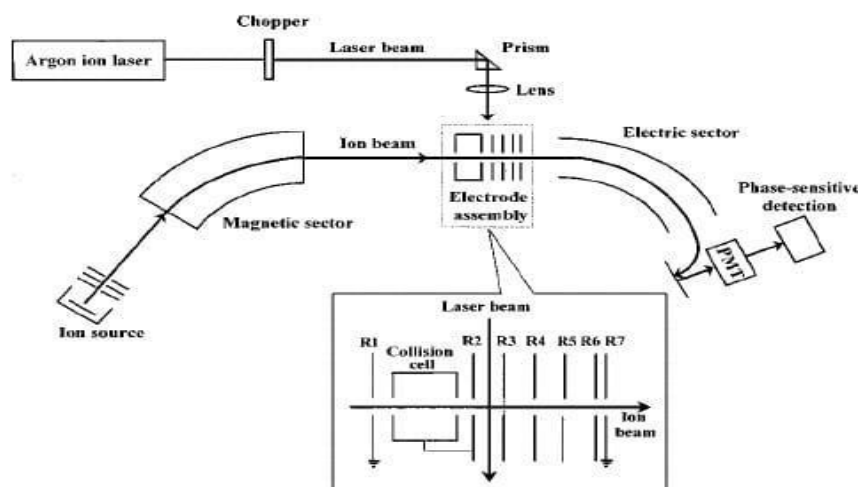 Chopper
Argon ion laser
Laser beam
Prism
Lens
Ion beam
Electric sector
Magnetic sector
Electrode
assembly
Phase-sensitive
detection
PMT
Ion source
Laser beam
R1
Collision
cell
R2
R3
R4
R5
R6
R7
Ion
beam